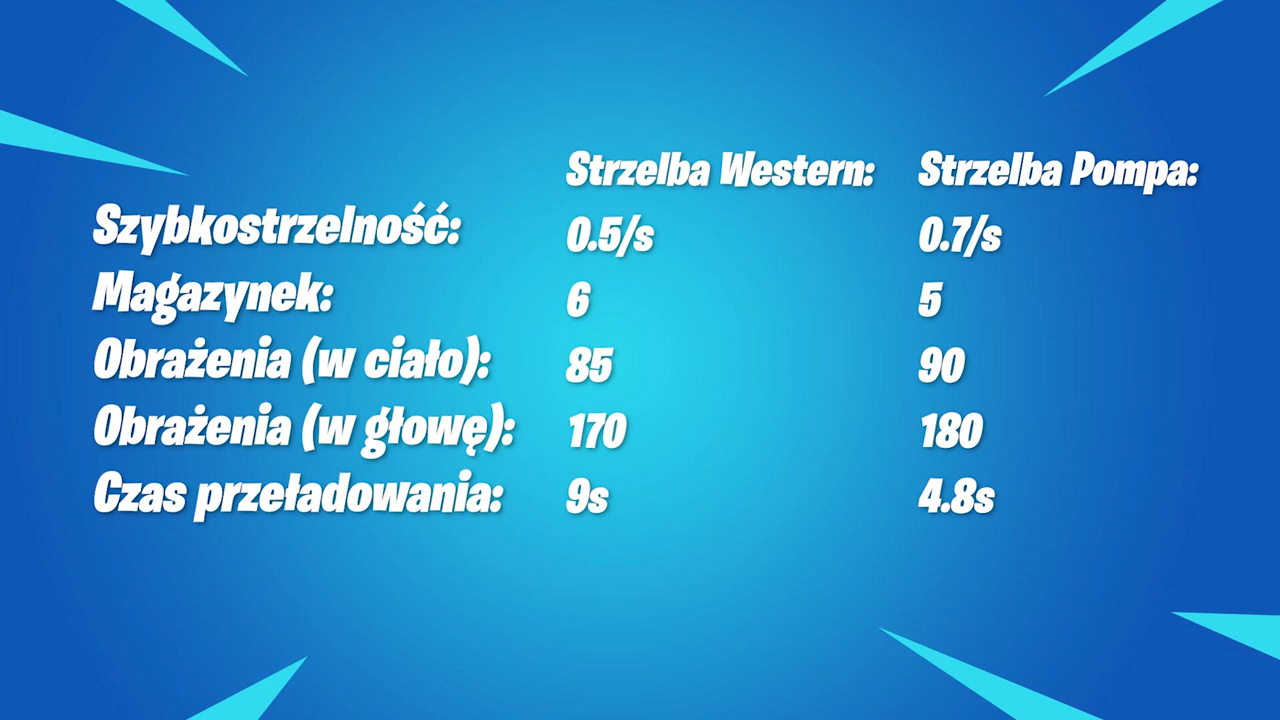 Strzelba Western: Strzelba Pompa:
Szybkostrzelność: 0.5/s 0.7/s
Magazynek: 6 5
Obrażenia (w ciało): 85 90
Obrażenia (w głowę): 170 180
Czas przeładowania: 9s 4.8s